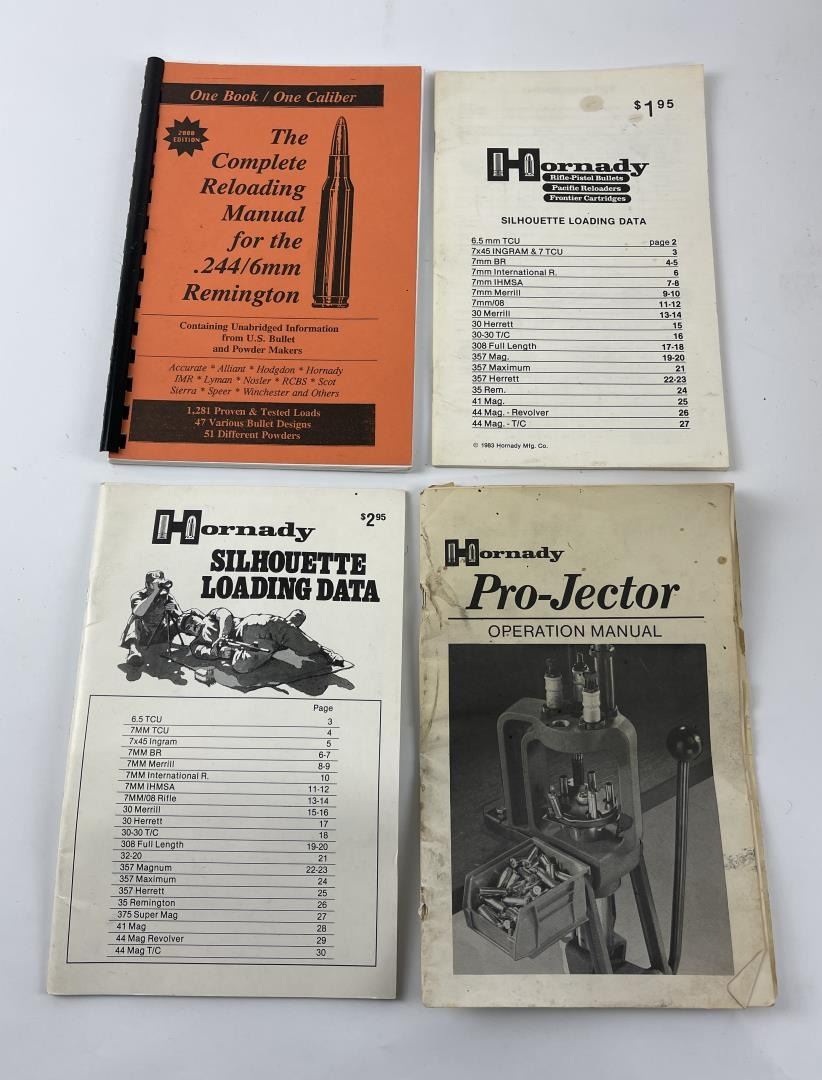 One Book / One Caliber
2000
EDITION
The
Complete
Reloading
Manual
for the
.244/6mm
Remington
Containing Unabridged Information
from U.S. Bullet
and Powder Makers
Accurate * Alliant * Hodgdon * Hornady
IMR * Lyman * Nosler * RCBS * Scot
Sierra * Speer * Winchester and Others
1,281 Proven & Tested Loads
47 Various Bullet Designs
51 Different Powders
$1 95
Hornady
Rifle-Pistol Bullets
Pacific Reloaders
Frontier Cartridges
SILHOUETTE LOADING DATA
6.5 mm TCU page 2
7x45 INGRAM & 7 TCU 3
7mm BR 4-5
7mm International R. 6
7mm IHMSA 7-8
7mm Merrill 9-10
7mm/08 11-12
30 Merrill 13-14
30 Herrett 15
30-30 T/C 16
308 Full Length 17-18
357 Mag. 19-20
357 Maximum 21
357 Herrett 22-23
35 Rem. 24
41 Mag. 25
44 Mag. - Revolver 26
44 Mag. - T/C 27
© 1983 Hornady Mfg. Co.
Hornady
$2 95
SILHOUETTE
LOADING DATA
Page
6.5 TCU 3
7MM TCU 4
7x45 Ingram 5
7MM BR 6-7
7MM Merrill 8-9
7MM International R. 10
7MM IHMSA 11-12
7MM/08 Rifle 13-14
30 Merrill 15-16
30 Herrett 17
30-30 T/C 18
308 Full Length 19-20
32-20 21
357 Magnum 22-23
357 Maximum 24
357 Herrett 25
35 Remington 26
375 Super Mag 27
41 Mag 28
44 Mag Revolver 29
44 Mag T/C 30
Hornady
Pro-Jector
OPERATION MANUAL